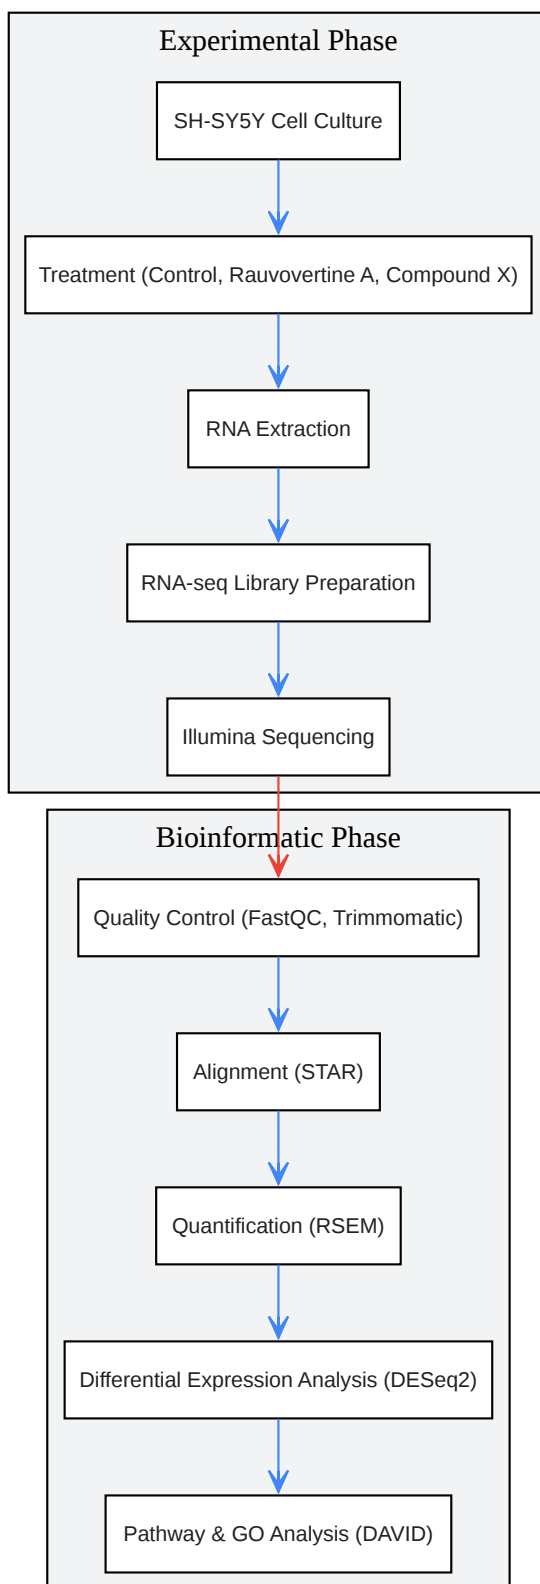 Experimental Phase
SH-SY5Y Cell Culture
Treatment (Control, Rauvovertine A, Compound X)
RNA Extraction
RNA-seq Library Preparation
Illumina Sequencing
Bioinformatic Phase
Quality Control (FastQC, Trimmomatic)
Alignment (STAR)
Quantification (RSEM)
Differential Expression Analysis (DESeq2)
Pathway & GO Analysis (DAVID)